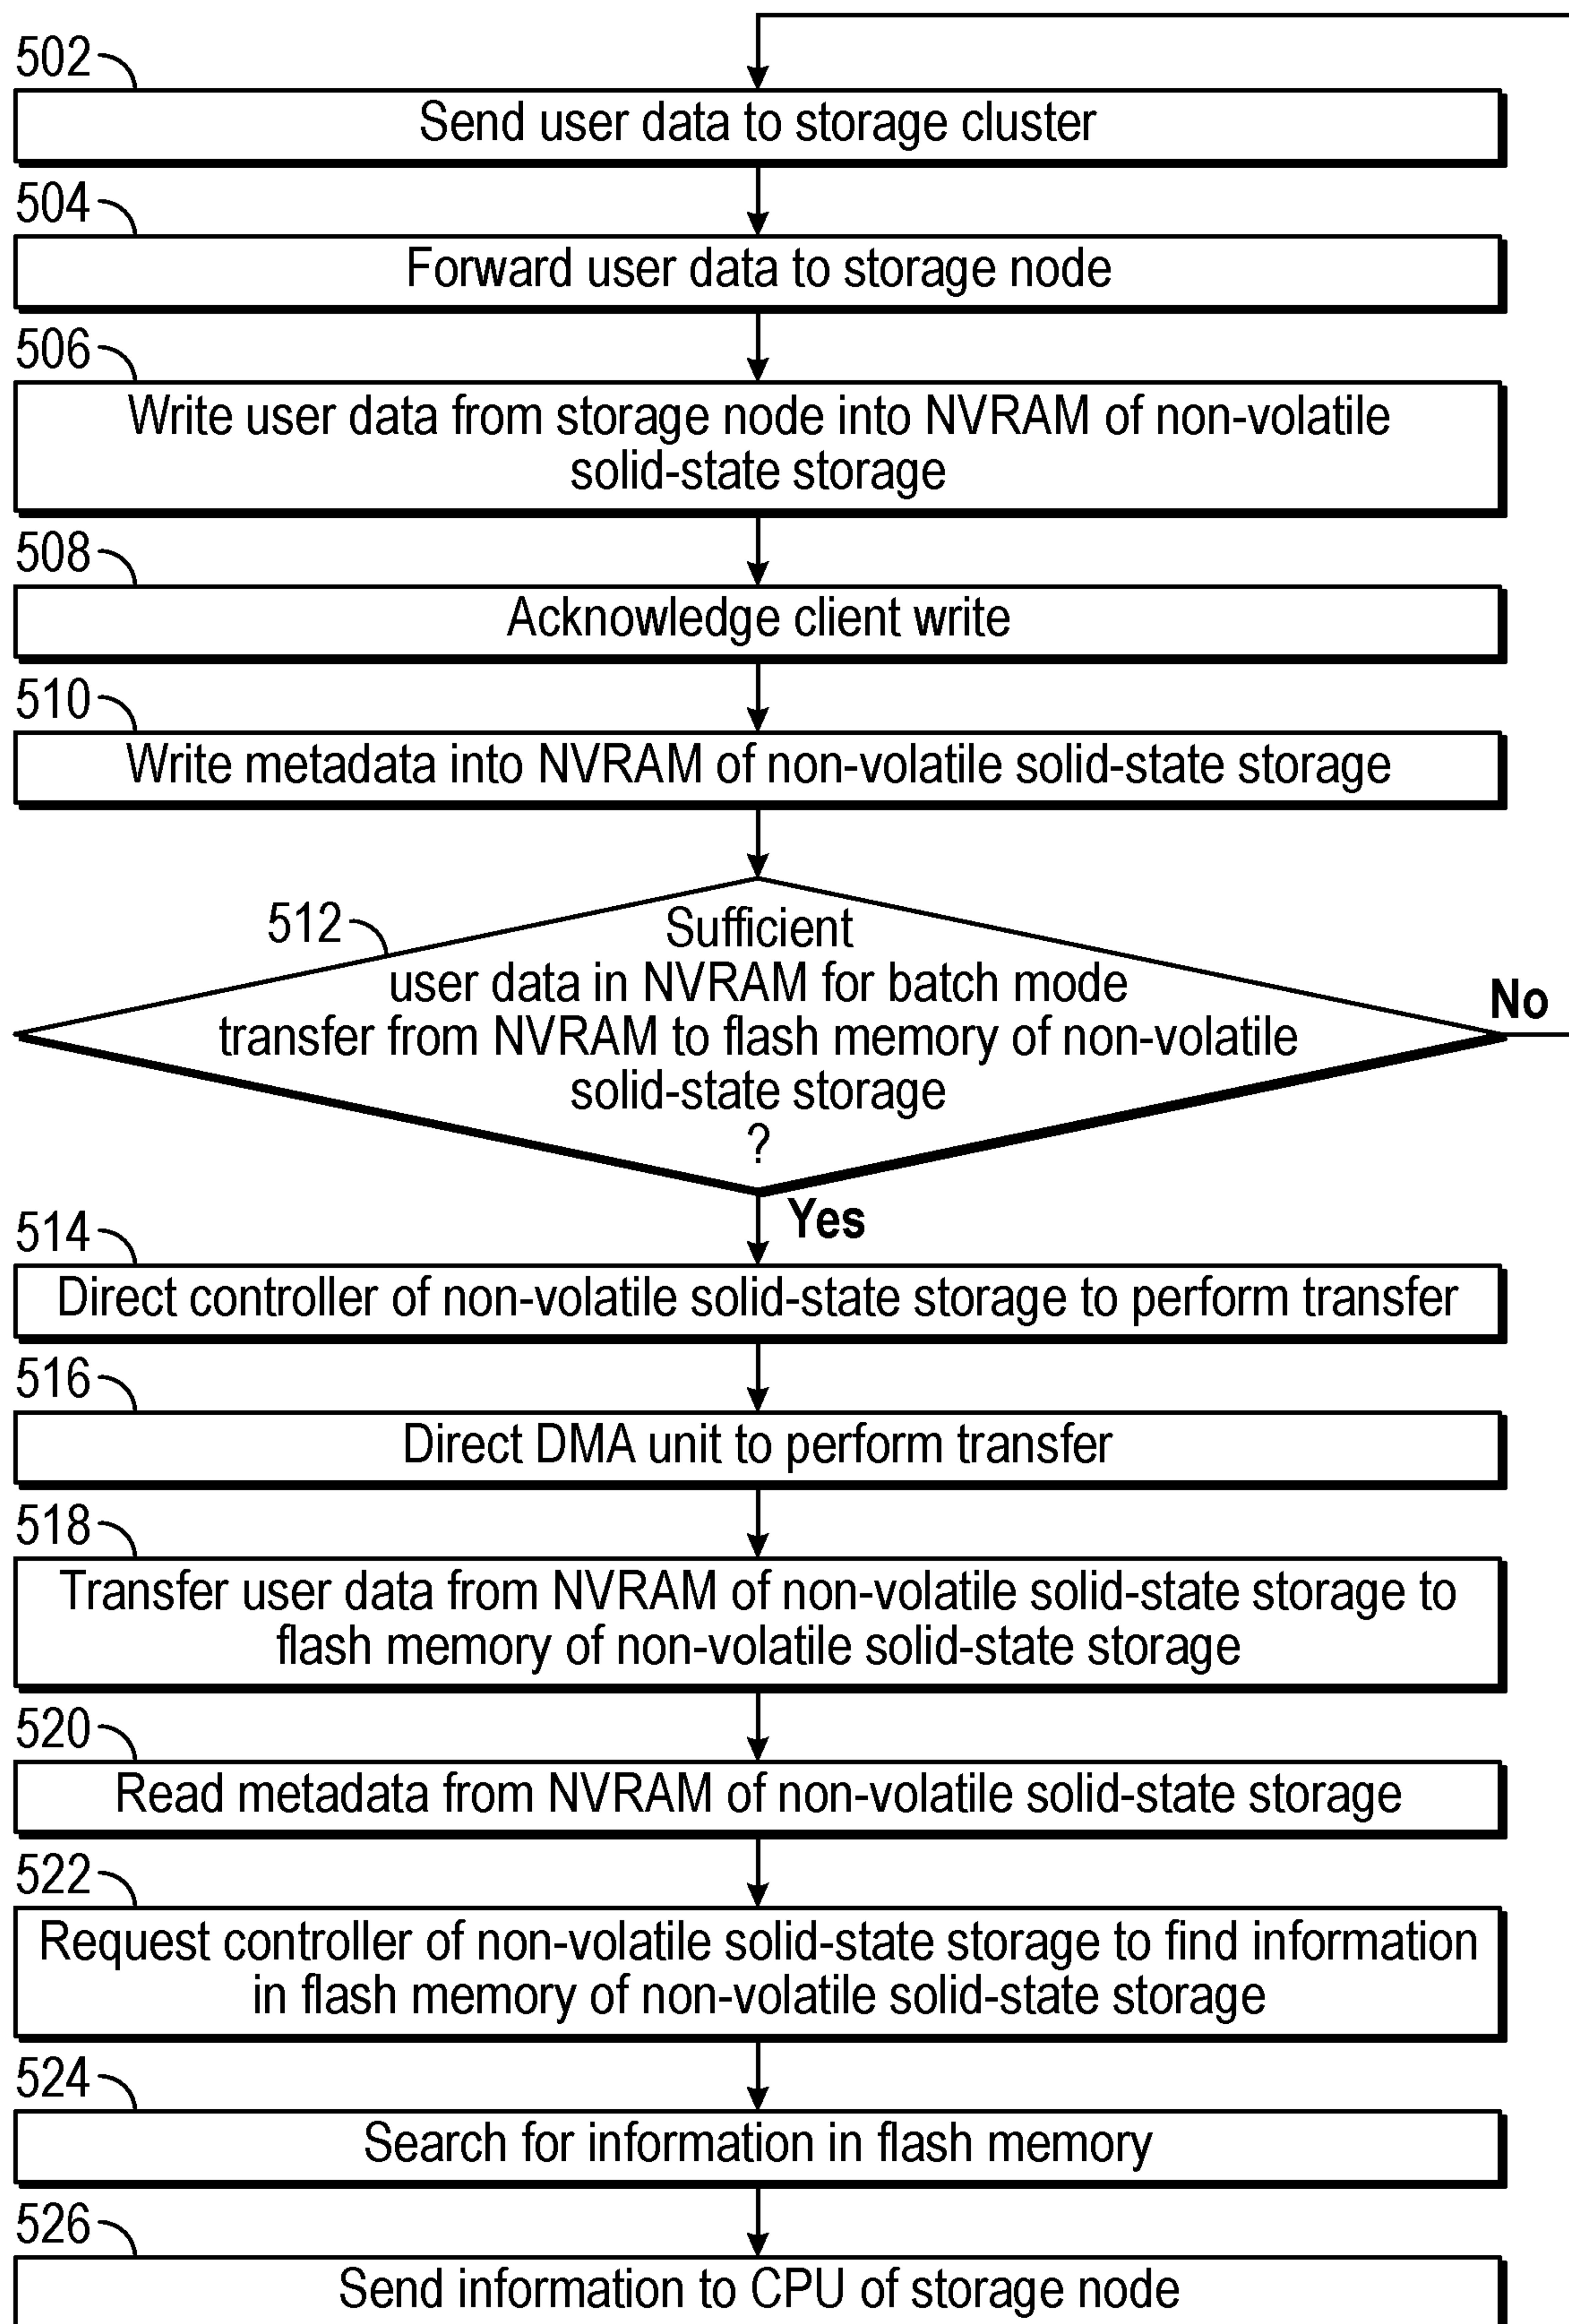 502
Send user data to storage cluster
504
Forward user data to storage node
506
Write user data from storage node into NVRAM of non-volatile
solid-state storage
508
Acknowledge client write
510
Write metadata into NVRAM of non-volatile solid-state storage
512
Sufficient
user data in NVRAM for batch mode
transfer from NVRAM to flash memory of non-volatile
solid-state storage
?
No
Yes
514
Direct controller of non-volatile solid-state storage to perform transfer
516
Direct DMA unit to perform transfer
518
Transfer user data from NVRAM of non-volatile solid-state storage to
flash memory of non-volatile solid-state storage
520
Read metadata from NVRAM of non-volatile solid-state storage
522
Request controller of non-volatile solid-state storage to find information
in flash memory of non-volatile solid-state storage
524
Search for information in flash memory
526
Send information to CPU of storage node